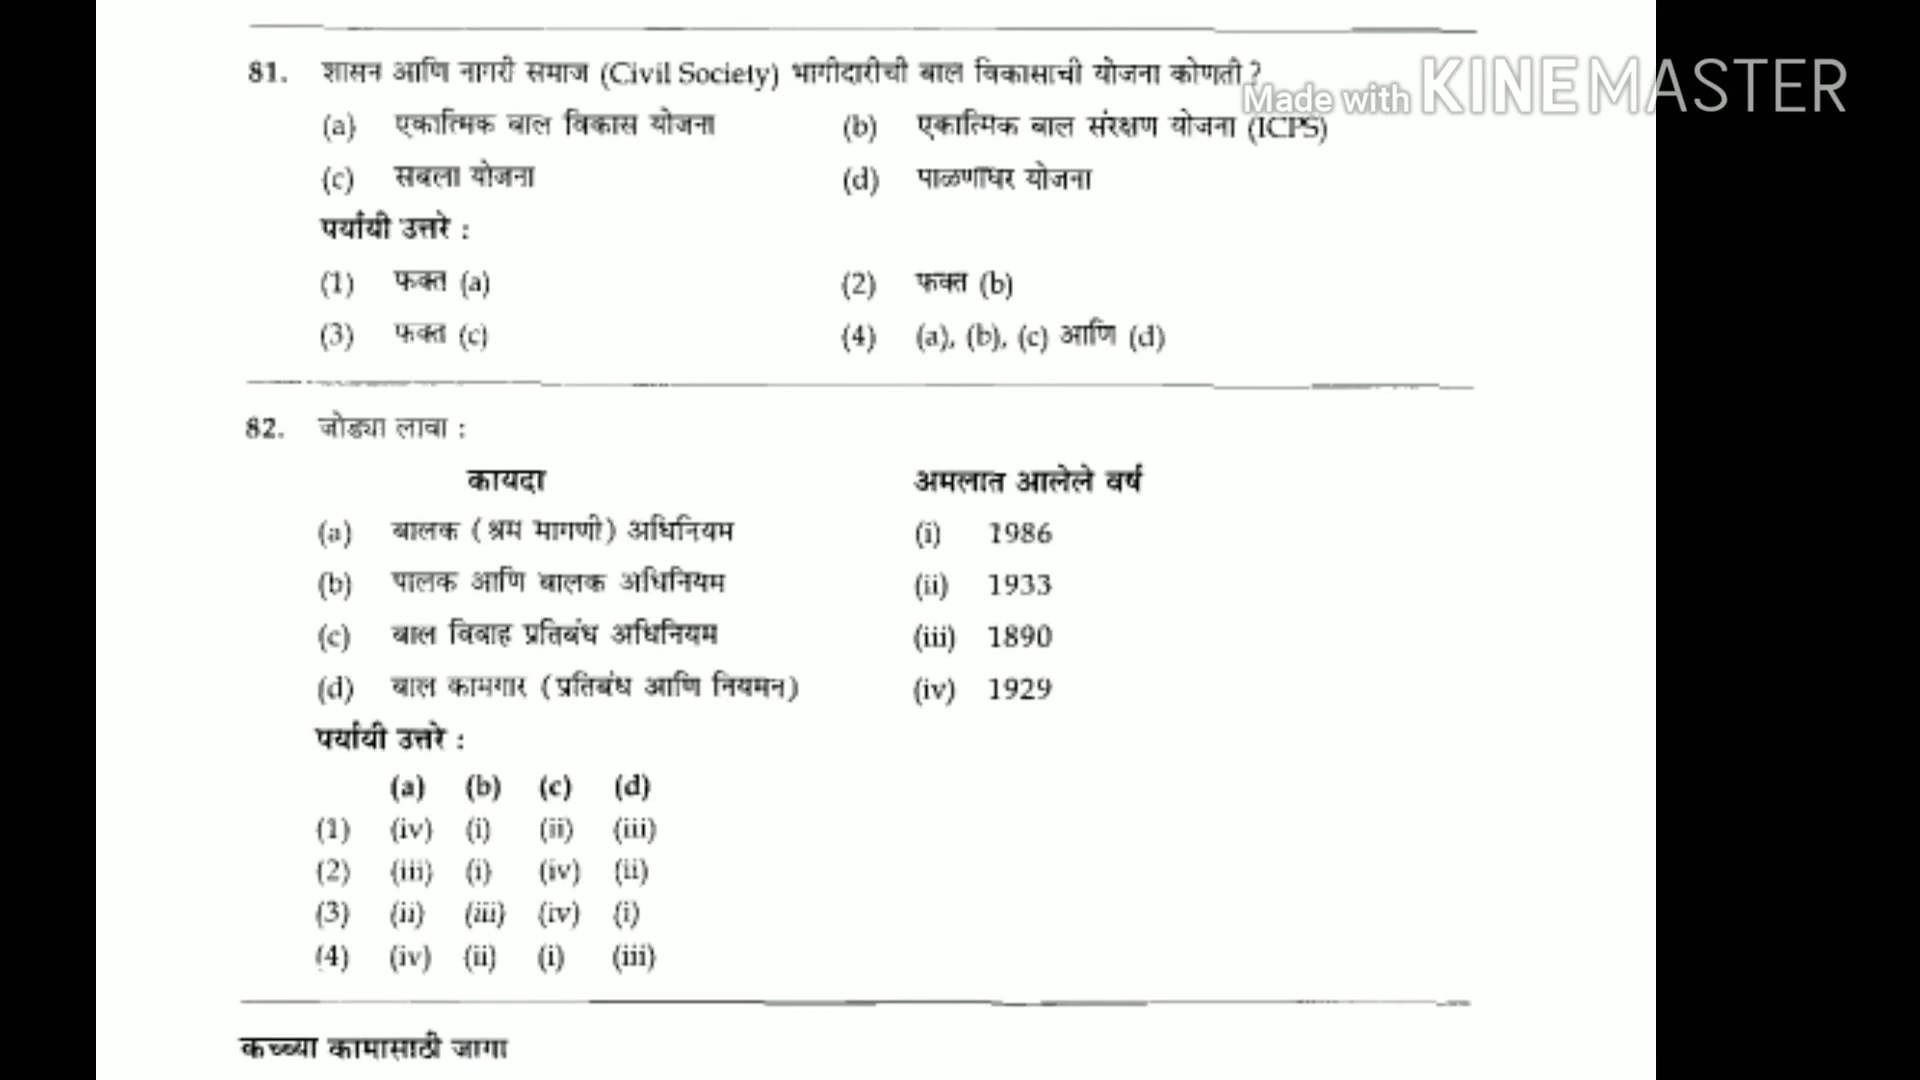 81. शासन आणि नागरी समाज (Civil Society) भागीदारीची बाल विकासाची योजना कोणती ?
Made with KINEMASTER
(a) एकात्मिक बाल विकास योजना (b) एकात्मिक बाल संरक्षण योजना (ICPS)
(c) सबला योजना (d) पाळणाघर योजना
पर्यायी उत्तरे :
(1) फक्त (a) (2) फक्त (b)
(3) फक्त (c) (4) (a), (b), (c) आणि (d)
82. जोड्या लावा :
कायदा अमलात आलेले वर्ष
(a) बालक (श्रम मागणी) अधिनियम (i) 1986
(b) पालक आणि बालक अधिनियम (ii) 1933
(c) बाल विवाह प्रतिबंध अधिनियम (iii) 1890
(d) बाल कामगार (प्रतिबंध आणि नियमन) (iv) 1929
पर्यायी उत्तरे :
(a) (b) (c) (d)
(1) (iv) (i) (ii) (iii)
(2) (iii) (i) (iv) (ii)
(3) (ii) (iii) (iv) (i)
(4) (iv) (ii) (i) (iii)
कच्च्या कामासाठी जागा